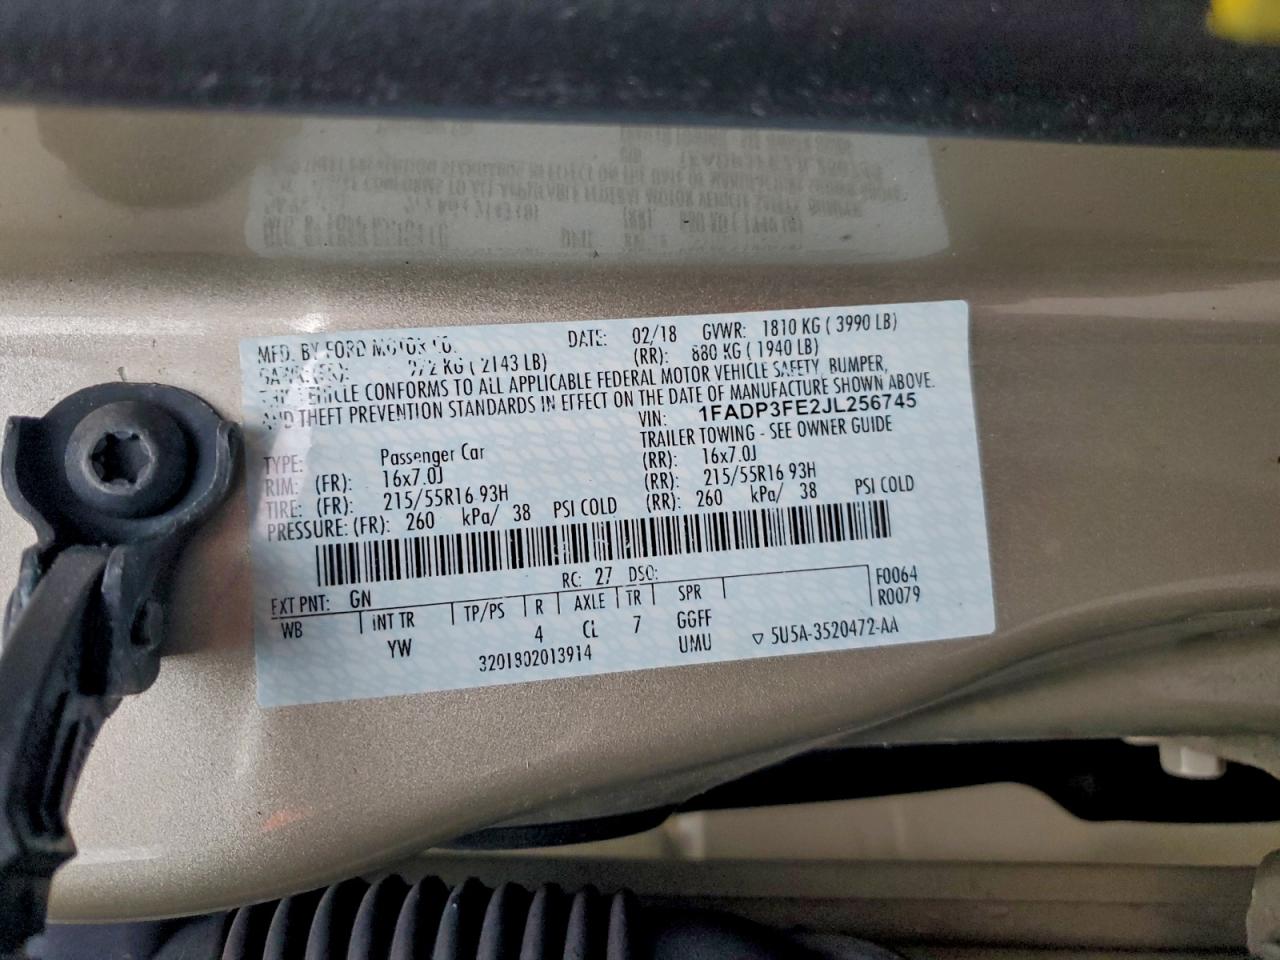 MFD. BY FORD MOTOR CO. DATE: 02/18 GVWR: 1810 KG ( 3990 LB)
972 KG ( 2143 LB) (RR): 880 KG ( 1940 LB)
VEHICLE CONFORMS TO ALL APPLICABLE FEDERAL MOTOR VEHICLE SAFETY, BUMPER,
AND THEFT PREVENTION STANDARDS IN EFFECT ON THE DATE OF MANUFACTURE SHOWN ABOVE.
VIN: 1FADP3FE2JL256745
TYPE: Passenger Car TRAILER TOWING - SEE OWNER GUIDE
RIM: (FR): 16x7.0J (RR): 16x7.0J
TIRE: (FR): 215/55R16 93H (RR): 215/55R16 93H
PRESSURE: (FR): 260 kPa/ 38 PSI COLD (RR): 260 kPa/ 38 PSI COLD
RC: 27 DSO:
EXT PNT: GN F0064
WB INT TR TP/PS R AXLE TR SPR R0079
YW 4 CL 7 GGFF
3201802013914 UMU ▽ 5U5A-3520472-AA